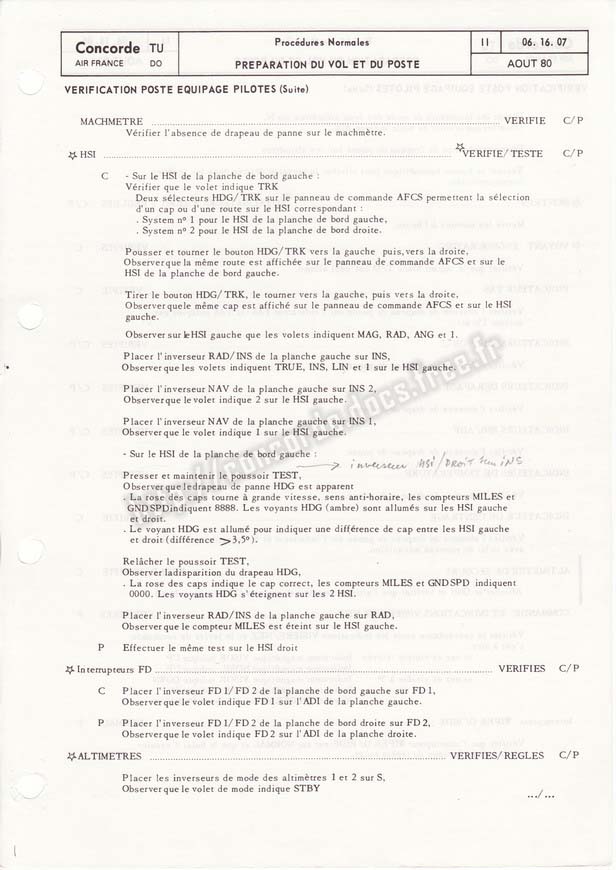 Concorde TU
AIR FRANCE DO
Procédures Normales
PREPARATION DU VOL ET DU POSTE
11
06. 16. 07
AOUT 80
VERIFICATION POSTE EQUIPAGE PILOTES (Suite)
MACHMETRE VERIFIE C/P
Vérifier l'absence de drapeau de panne sur le machmètre.
☆ HSI ☆VERIFIE/ TESTE C/P
C - Sur le HSI de la planche de bord gauche :
Vérifier que le volet indique TRK
Deux sélecteurs HDG/ TRK sur le panneau de commande AFCS permettent la sélection
d'un cap ou d'une route sur le HSI correspondant :
. System nº 1 pour le HSI de la planche de bord gauche,
. System nº 2 pour le HSI de la planche de bord droite.
Pousser et tourner le bouton HDG/ TRK vers la gauche puis, vers la droite,
Observer que la même route est affichée sur le panneau de commande AFCS et sur le
HSI de la planche de bord gauche.
Tirer le bouton HDG/ TRK, le tourner vers la gauche, puis vers la droite,
Observer que le même cap est affiché sur le panneau de commande AFCS et sur le HSI
gauche.
Observer sur le HSI gauche que les volets indiquent MAG, RAD, ANG et 1.
Placer l'inverseur RAD/ INS de la planche gauche sur INS,
Observer que les volets indiquent TRUE, INS, LIN et 1 sur le HSI gauche.
Placer l'inverseur NAV de la planche gauche sur INS 2,
Observer que le volet indique 2 sur le HSI gauche.
Placer l'inverseur NAV de la planche gauche sur INS 1,
Observer que le volet indique 1 sur le HSI gauche.
- Sur le HSI de la planche de bord gauche :
→ inverseur HSI/DROIT sur INS
Presser et maintenir le poussoir TEST,
Observer que le drapeau de panne HDG est apparent
. La rose des caps tourne à grande vitesse, sens anti-horaire, les compteurs MILES et
GND SPD indiquent 8888. Les voyants HDG (ambre) sont allumés sur les HSI gauche
et droit.
. Le voyant HDG est allumé pour indiquer une différence de cap entre les HSI gauche
et droit (différence >3,5º).
Relâcher le poussoir TEST,
Observer la disparition du drapeau HDG,
. La rose des caps indique le cap correct, les compteurs MILES et GND SPD indiquent
0000. Les voyants HDG s'éteignent sur les 2 HSI.
Placer l'inverseur RAD/ INS de la planche gauche sur RAD,
Observer que le compteur MILES est éteint sur le HSI gauche.
P Effectuer le même test sur le HSI droit
☆ Interrupteurs FD VERIFIES C/P
C Placer l'inverseur FD 1/ FD 2 de la planche de bord gauche sur FD 1,
Observer que le volet indique FD 1 sur l'ADI de la planche gauche.
P Placer l'inverseur FD 1/ FD 2 de la planche de bord droite sur FD 2,
Observer que le volet indique FD 2 sur l'ADI de la planche droite.
☆ ALTIMETRES VERIFIES/REGLES C/P
Placer les inverseurs de mode des altimètres 1 et 2 sur S,
Observer que le volet de mode indique STBY
.../...